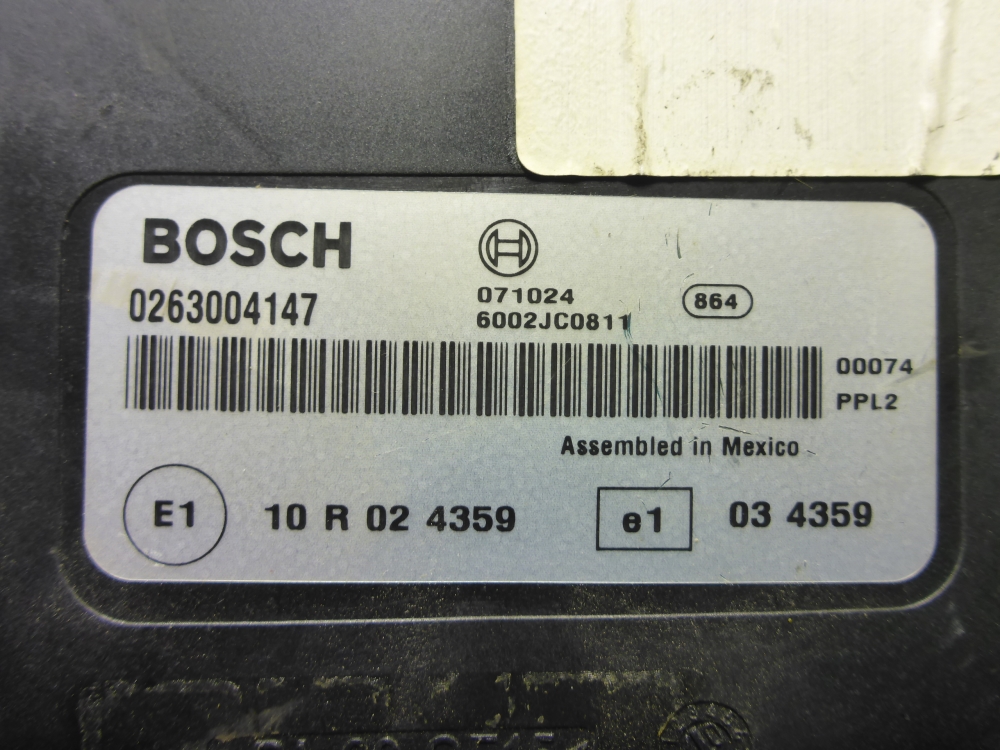 BOSCH
0263004147
071024
6002JC0811
864
00074
PPL2
Assembled in Mexico
E1 10 R 02 4359 e1 03 4359